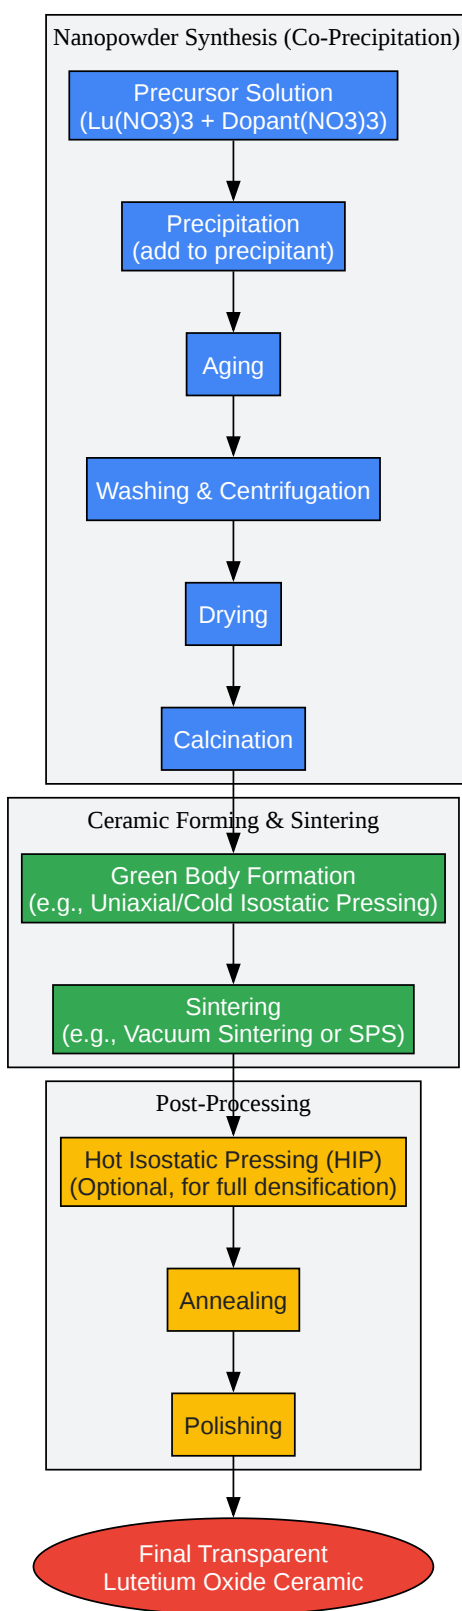 Nanopowder Synthesis (Co-Precipitation)
Precursor Solution
(Lu(NO3)3 + Dopant(NO3)3)
Precipitation
(add to precipitant)
Aging
Washing & Centrifugation
Drying
Calcination
Ceramic Forming & Sintering
Green Body Formation
(e.g., Uniaxial/Cold Isostatic Pressing)
Sintering
(e.g., Vacuum Sintering or SPS)
Post-Processing
Hot Isostatic Pressing (HIP)
(Optional, for full densification)
Annealing
Polishing
Final Transparent
Lutetium Oxide Ceramic